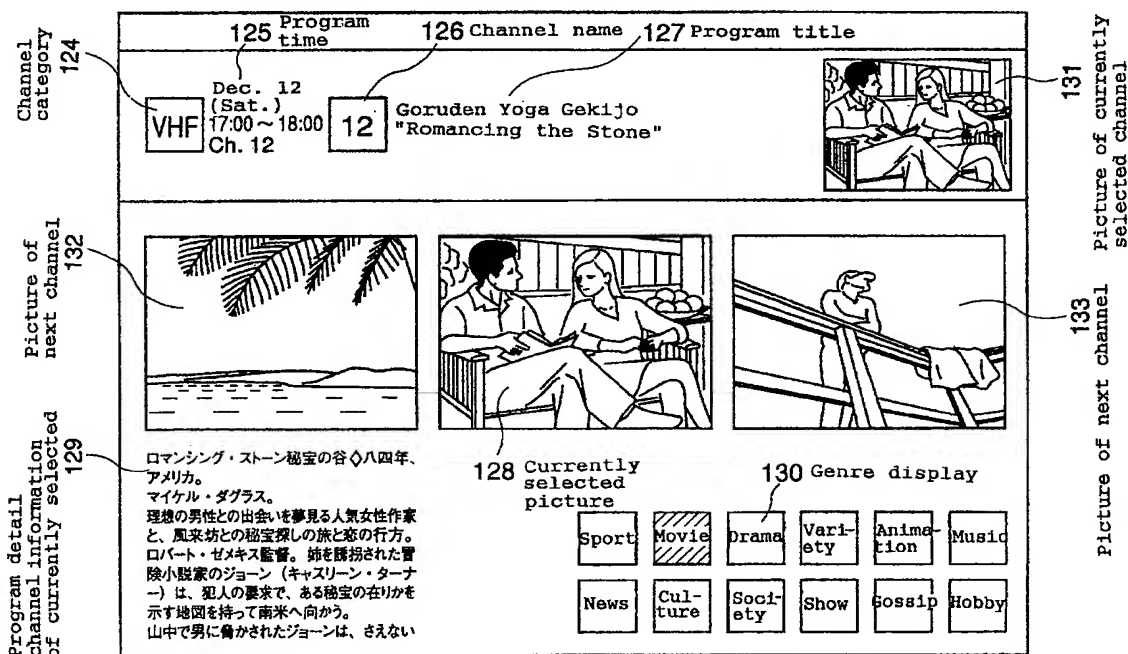 125 Program
time
126 Channel name
127 Program title
Channel
category
124
Dec. 12
(Sat.)
VHF
17:00～18:00
Ch. 12
12
Goruden Yoga Gekijo
"Romancing the Stone"
131
Picture of currently
selected channel
Picture of
next channel
132
133
Picture of next channel
Program detail
channel information
of currently selected
129
ロマンシング・ストーン秘宝の谷◇八四年、
アメリカ。
マイケル・ダグラス。
理想の男性との出会いを夢見る人気女性作家
と、風来坊との秘宝探しの旅と恋の行方。
ロバート・ゼメキス監督。 姉を誘拐された冒
険小説家のジョーン（キャスリーン・ターナ
ー）は、犯人の要求で、ある秘宝の在りかを
示す地図を持って南米へ向かう。
山中で男に脅かされたジョーンは、さえない
128 Currently
selected
picture
130 Genre display
Sport
Movie
Drama
Vari-
ety
Anima-
tion
Music
News
Cul-
ture
Soci-
ety
Show
Gossip
Hobby